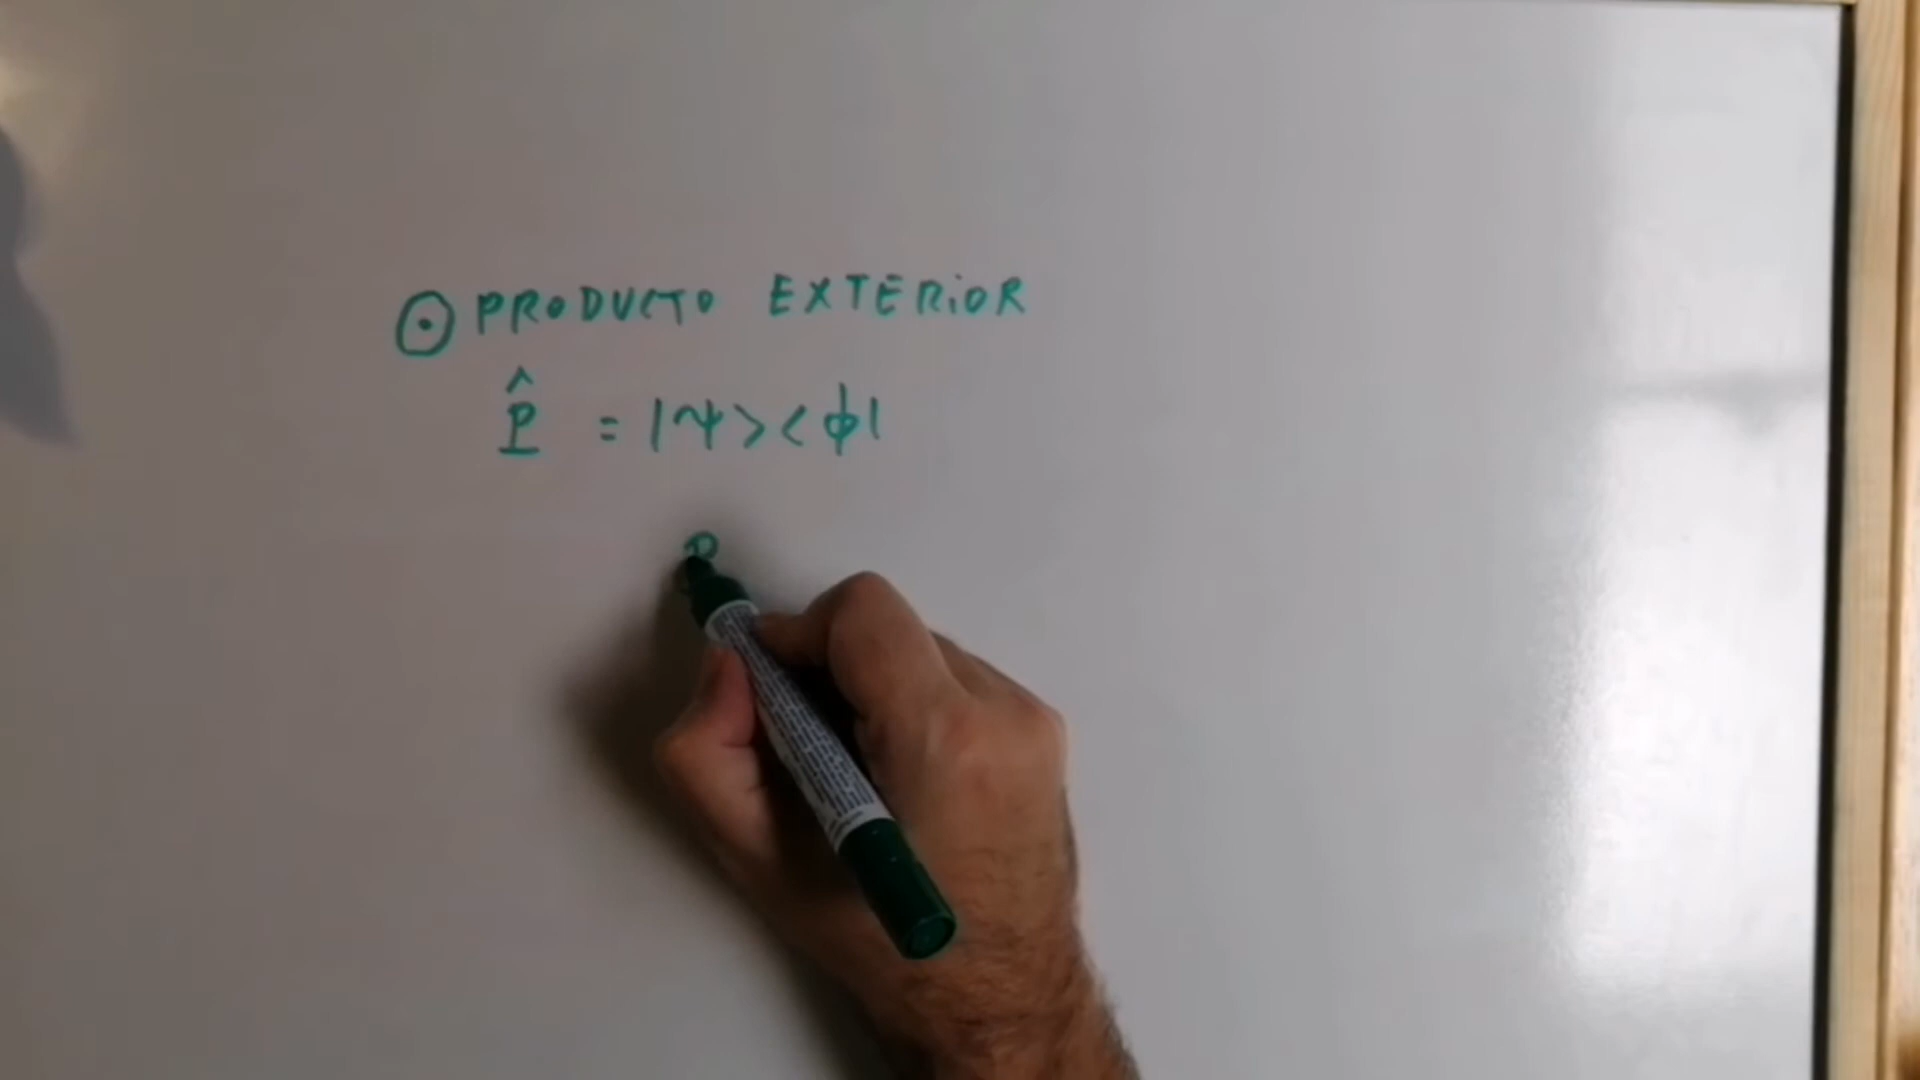 ⊙ PRODUCTO EXTERIOR
P̂ = |ψ><ϕ|
P